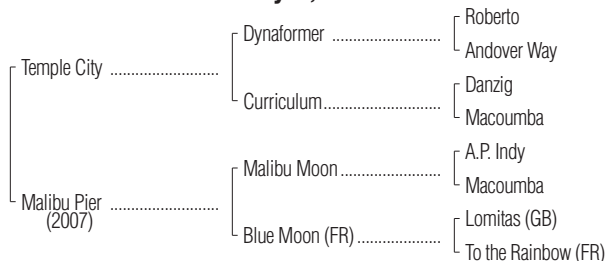 Roberto
Dynaformer ..............................
Andover Way
Temple City ..............................
Danzig
Curriculum..............................
Macoumba
A.P. Indy
Malibu Moon ..............................
Macoumba
Malibu Pier ..............................
(2007)
Lomitas (GB)
Blue Moon (FR)..............................
To the Rainbow (FR)